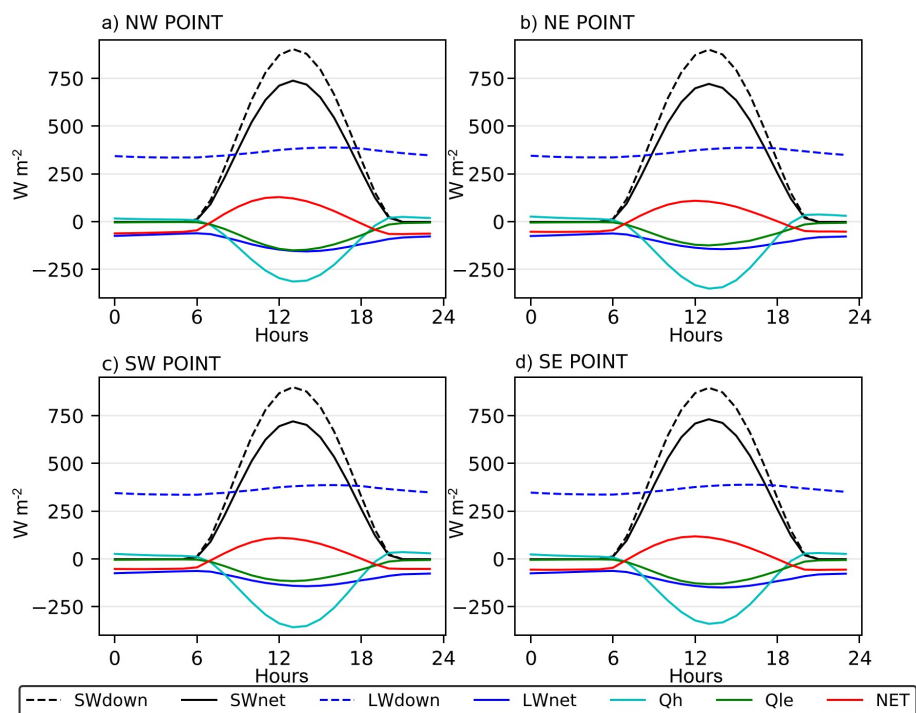 a) NW POINT
b) NE POINT
W m-2
750
500
250
0
−250
0 6 12 18 24
Hours
W m-2
750
500
250
0
−250
0 6 12 18 24
Hours
c) SW POINT
d) SE POINT
W m-2
750
500
250
0
−250
0 6 12 18 24
Hours
W m-2
750
500
250
0
−250
0 6 12 18 24
Hours
SWdown SWnet LWdown LWnet Qh Qle NET